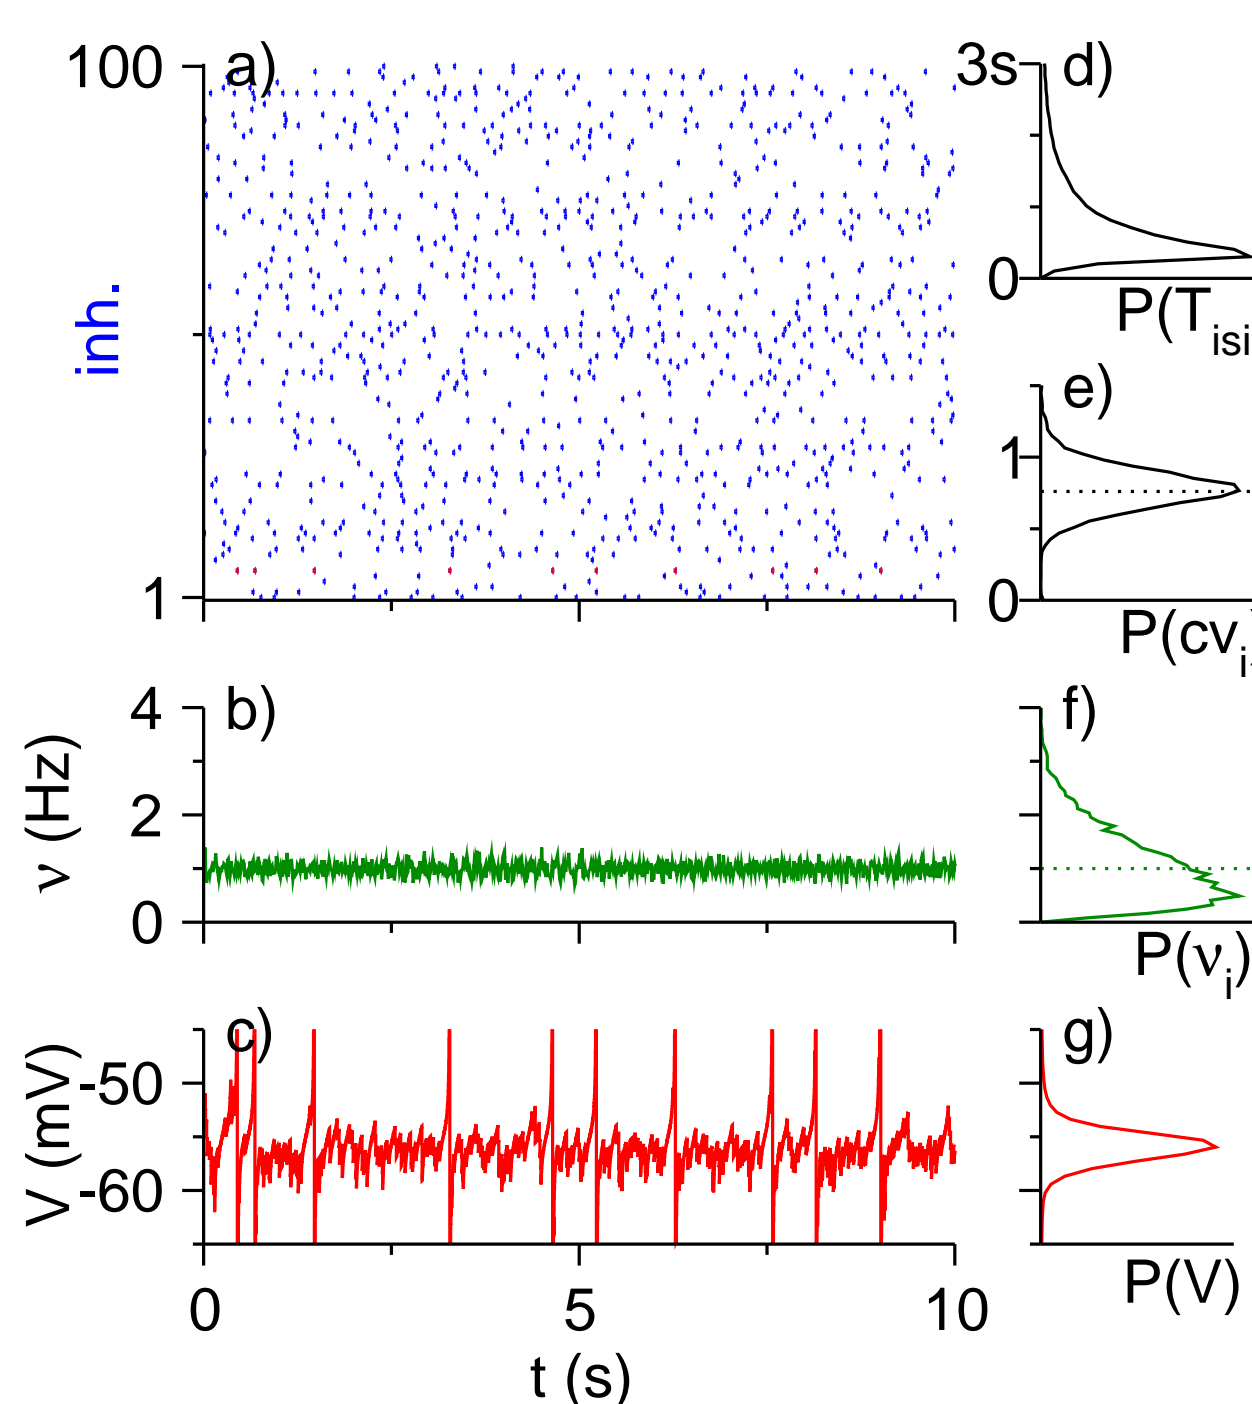 a)
100
inh.
1
3s
d)
0
P(T isi
e)
1
0
P(cv i
b)
4
2
0
ν (Hz)
f)
P(ν i)
c)
-50
-60
V (mV)
g)
P(V)
0 5 10
t (s)